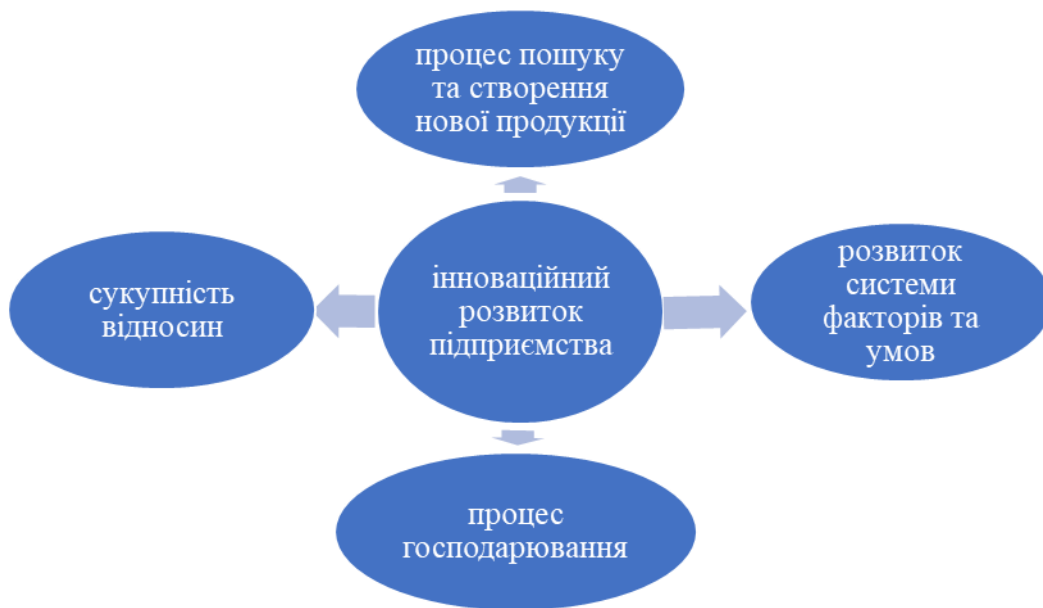 процес пошуку
та створення
нової продукції
сукупність
відносин
інноваційний
розвиток
підприємства
розвиток
системи
факторів та
умов
процес
господарювання